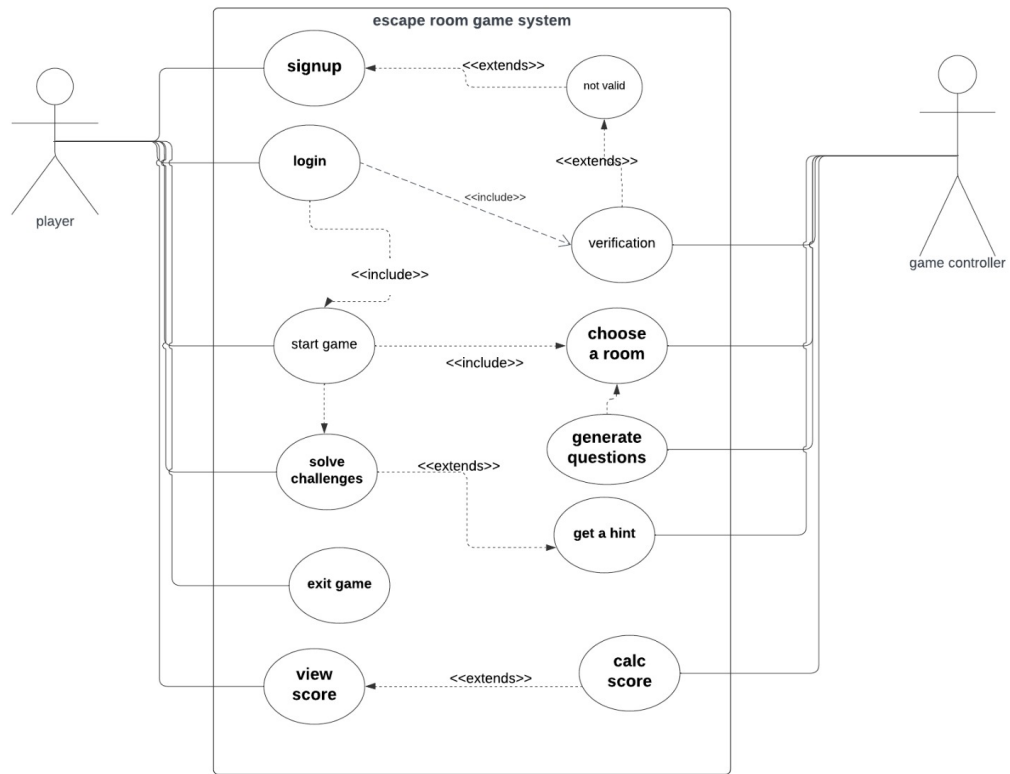 escape room game system
signup
<<extends>>
not valid
login
<<extends>>
<<include>>
player
verification
game controller
<<include>>
start game
choose
a room
<<include>>
generate
questions
solve
challenges
<<extends>>
get a hint
exit game
view
score
<<extends>>
calc
score